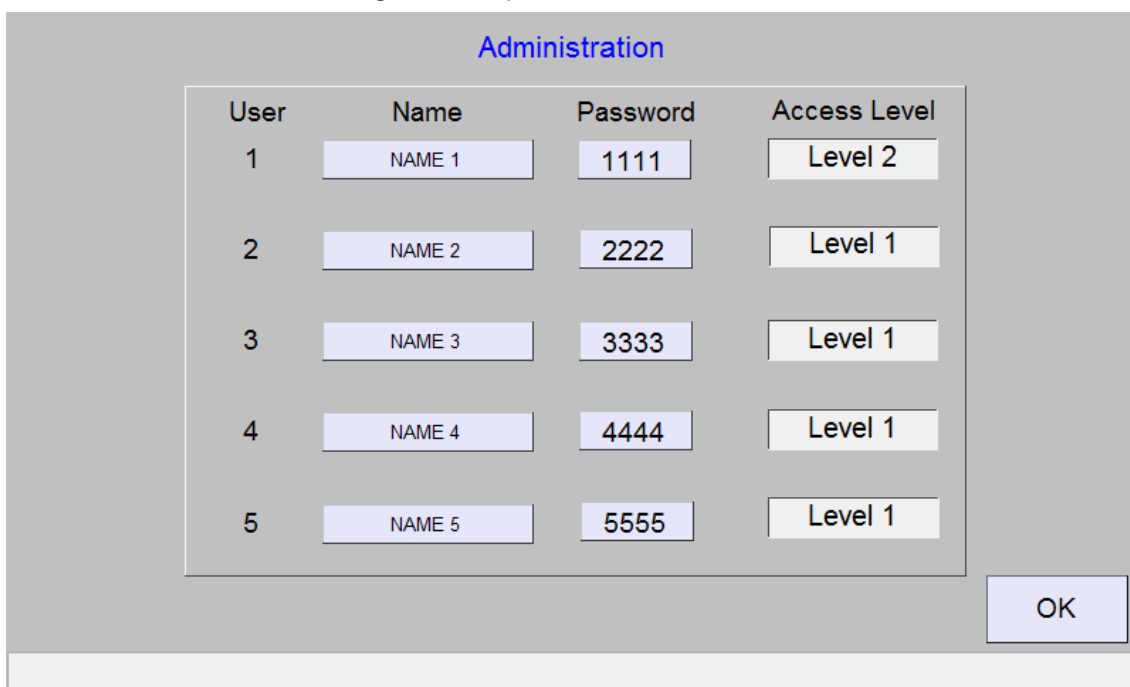 Administration
User Name Password Access Level
1 NAME 1 1111 Level 2
2 NAME 2 2222 Level 1
3 NAME 3 3333 Level 1
4 NAME 4 4444 Level 1
5 NAME 5 5555 Level 1
OK